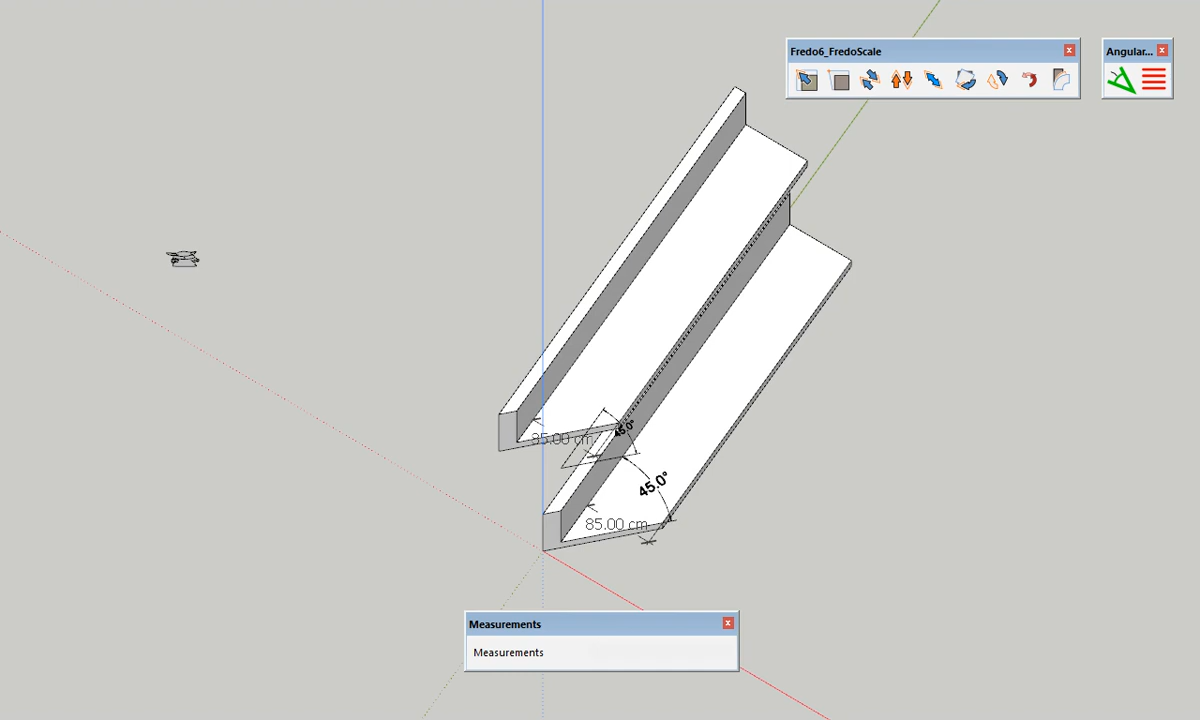 Fredo6_FredoScale
Angular...
85.00 cm
45.0°
45.0°
85.00 cm
Measurements
Measurements